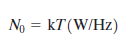 N₀ = kT(W/Hz)